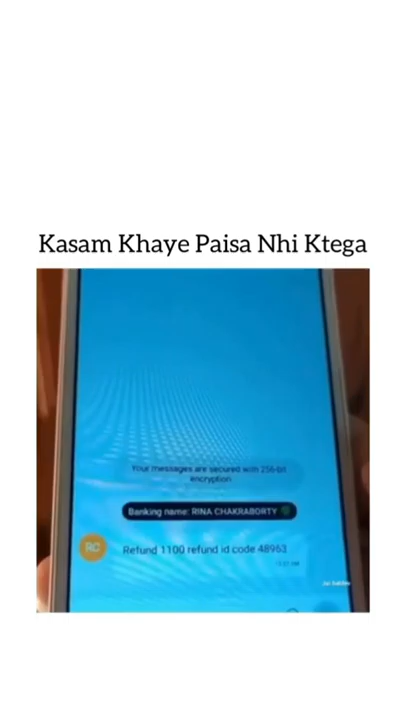 Kasam Khaye Paisa Nhi Ktega
Your messages are secured with 256-bit
encryption
Banking name: RINA CHAKRABORTY
RC
Refund 1100 refund id code 48963